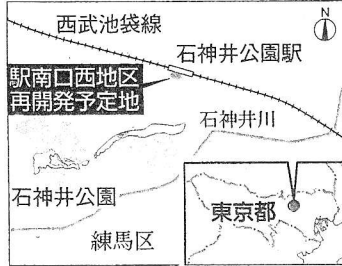 西武池袋線
N
石神井公園駅
駅南口西地区
再開発予定地
石神井川
石神井公園
東京都
練馬区